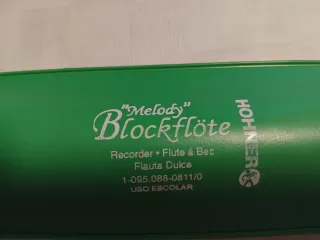 "Melody"
Blockflöte
Recorder • Flute á Bec
Flauta Dulce
1-095.088-0811/0
USO ESCOLAR
HOHNER